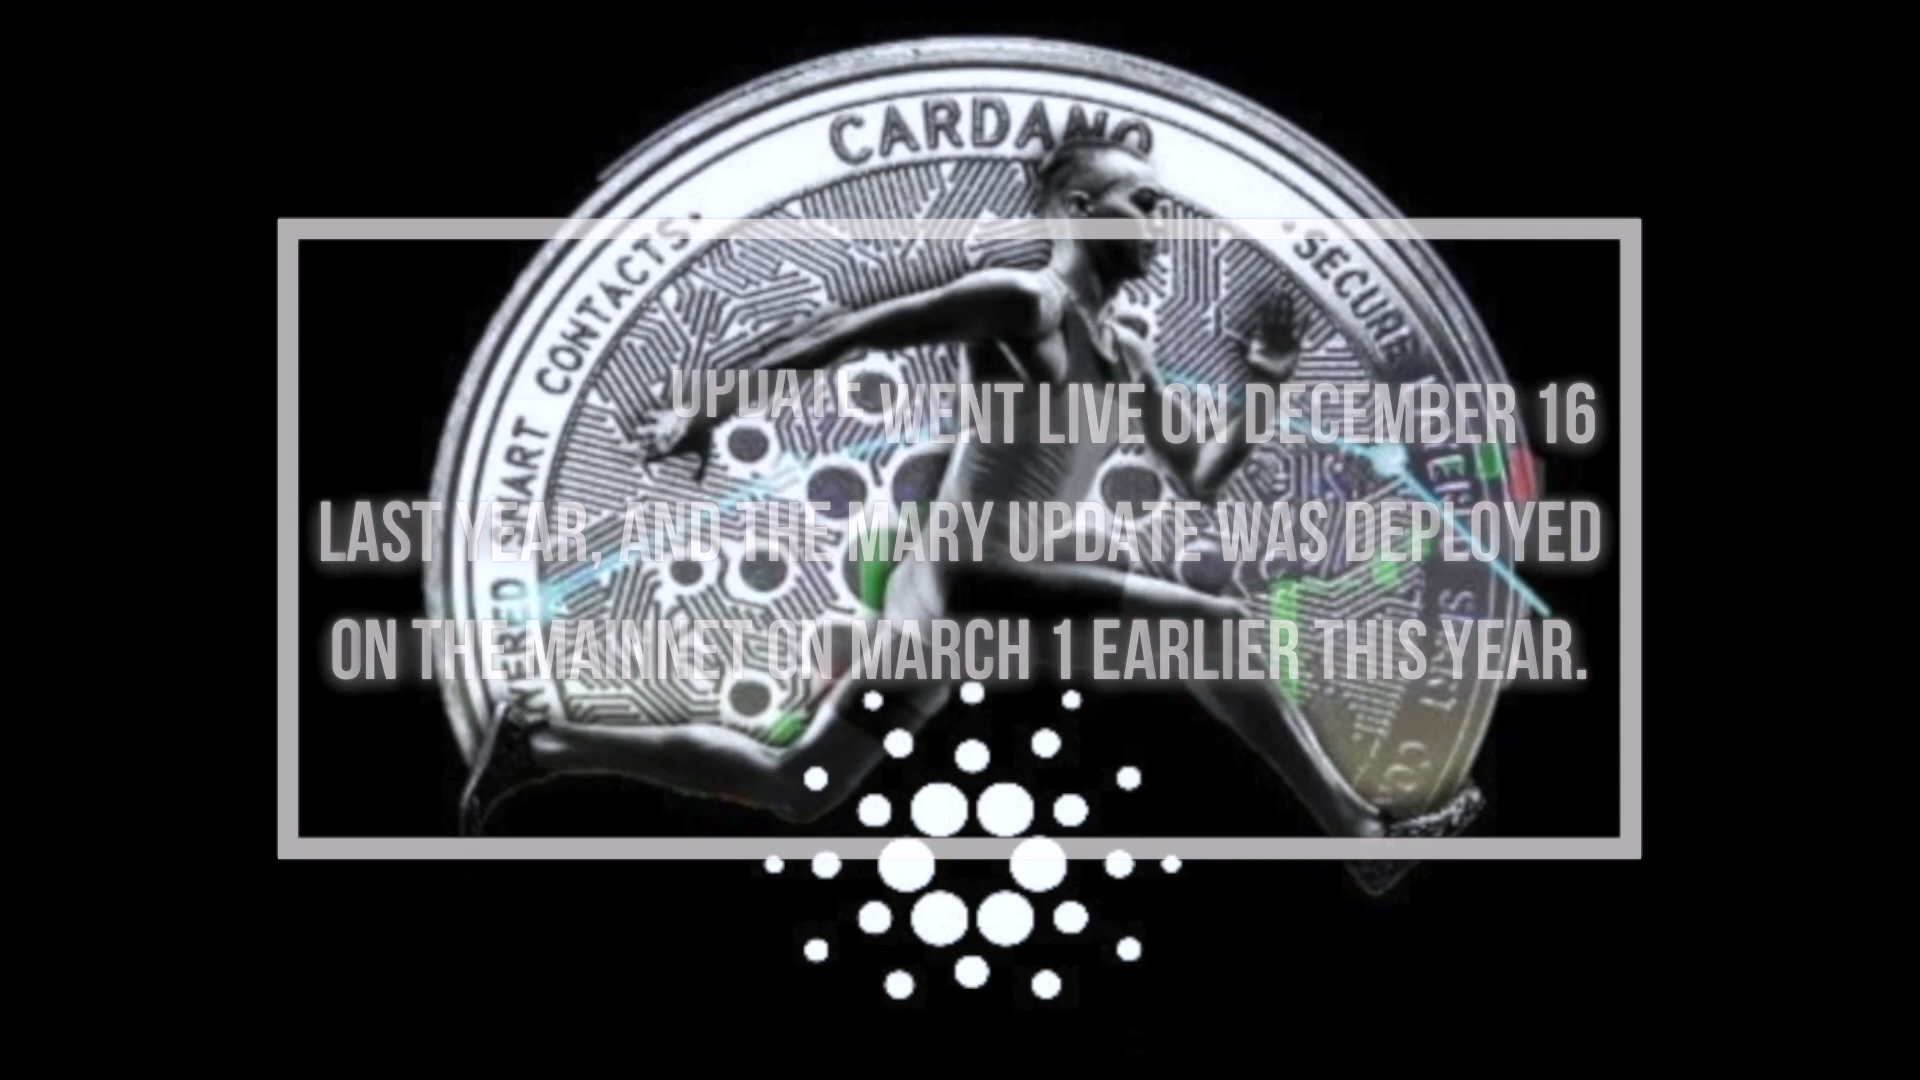 CARDANO
SMART CONTACTS
SECURE
UPDATE WENT LIVE ON DECEMBER 16
LAST YEAR, AND THE MARY UPDATE WAS DEPLOYED
ON THE MAINNET ON MARCH 1 EARLIER THIS YEAR.